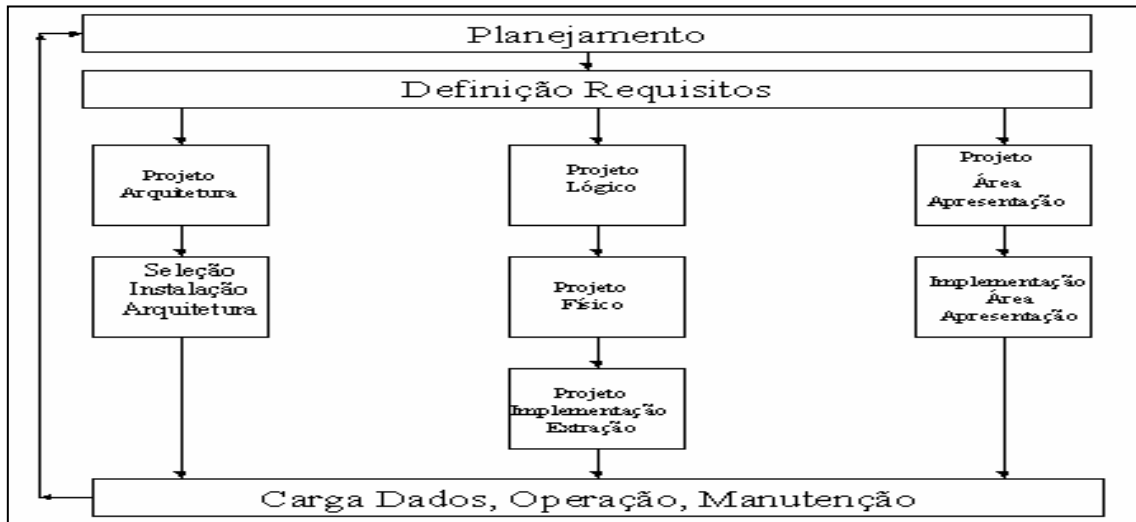 Planejamento
Definição Requisitos
Projeto
Arquitetura
Projeto
Lógico
Projeto
Área
Apresentação
Seleção
Instalação
Arquitetura
Projeto
Físico
Implementação
Área
Apresentação
Projeto
Implementação
Extração
Carga Dados, Operação, Manutenção